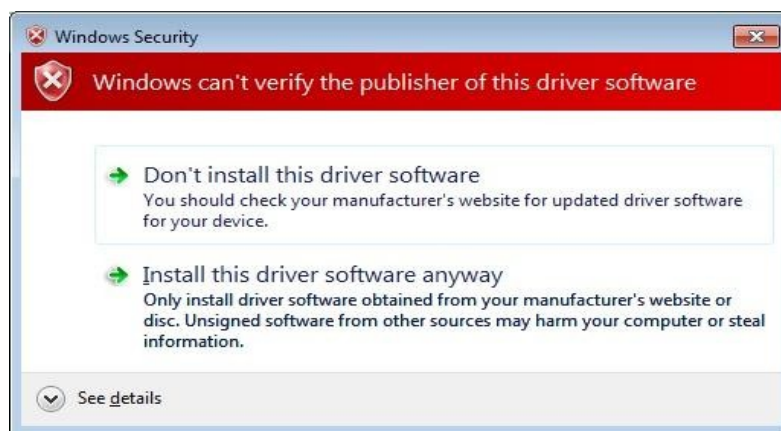 Windows Security
Windows can't verify the publisher of this driver software
Don't install this driver software
You should check your manufacturer's website for updated driver software
for your device.
Install this driver software anyway
Only install driver software obtained from your manufacturer's website or
disc. Unsigned software from other sources may harm your computer or steal
information.
See details